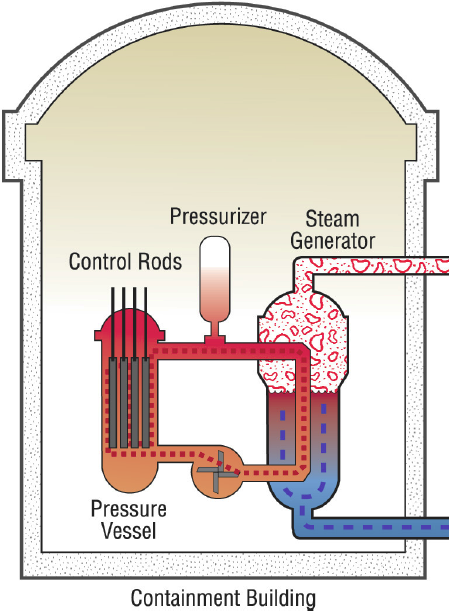 Pressurizer
Steam
Generator
Control Rods
Pressure
Vessel
Containment Building